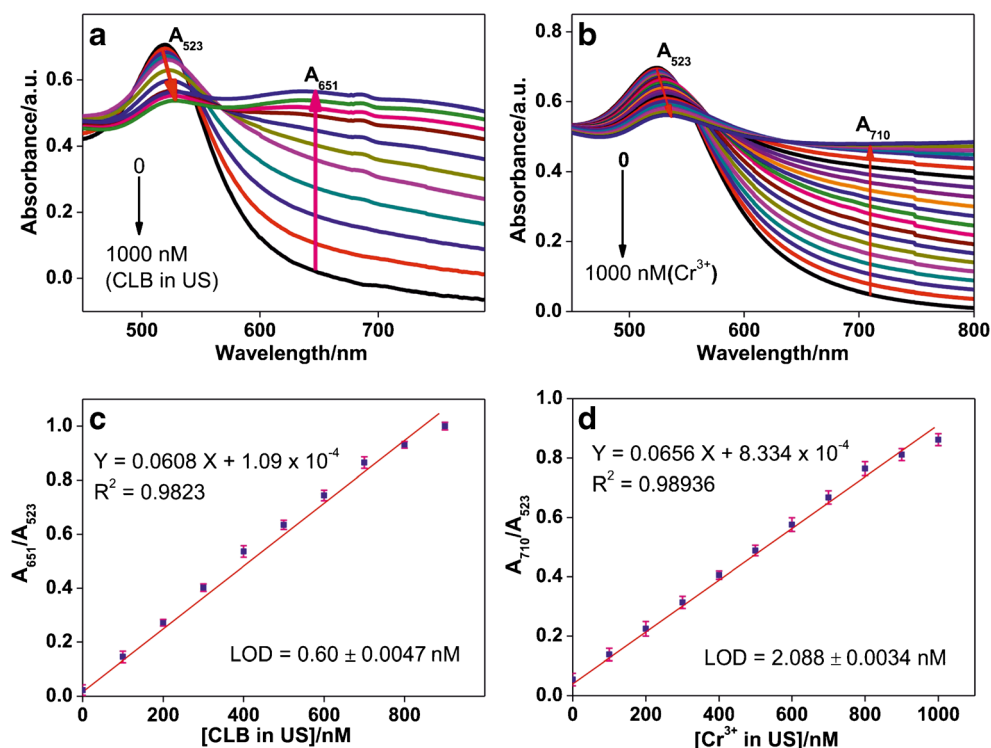 a
A523
A651
0.6
0.4
0.2
0.0
Absorbance/a.u.
0
1000 nM
(CLB in US)
500
600
700
Wavelength/nm
b
A523
A710
0.8
0.6
0.4
0.2
0.0
Absorbance/a.u.
0
1000 nM(Cr³⁺)
500
600
700
800
Wavelength/nm
c
Y = 0.0608 X + 1.09 x 10⁻⁴
R² = 0.9823
1.0
0.8
0.6
0.4
0.2
0.0
A651/A523
LOD = 0.60 ± 0.0047 nM
0
200
400
600
800
[CLB in US]/nM
d
Y = 0.0656 X + 8.334 x 10⁻⁴
R² = 0.98936
1.0
0.8
0.6
0.4
0.2
0.0
A710/A523
LOD = 2.088 ± 0.0034 nM
0
200
400
600
800
1000
[Cr³⁺ in US]/nM